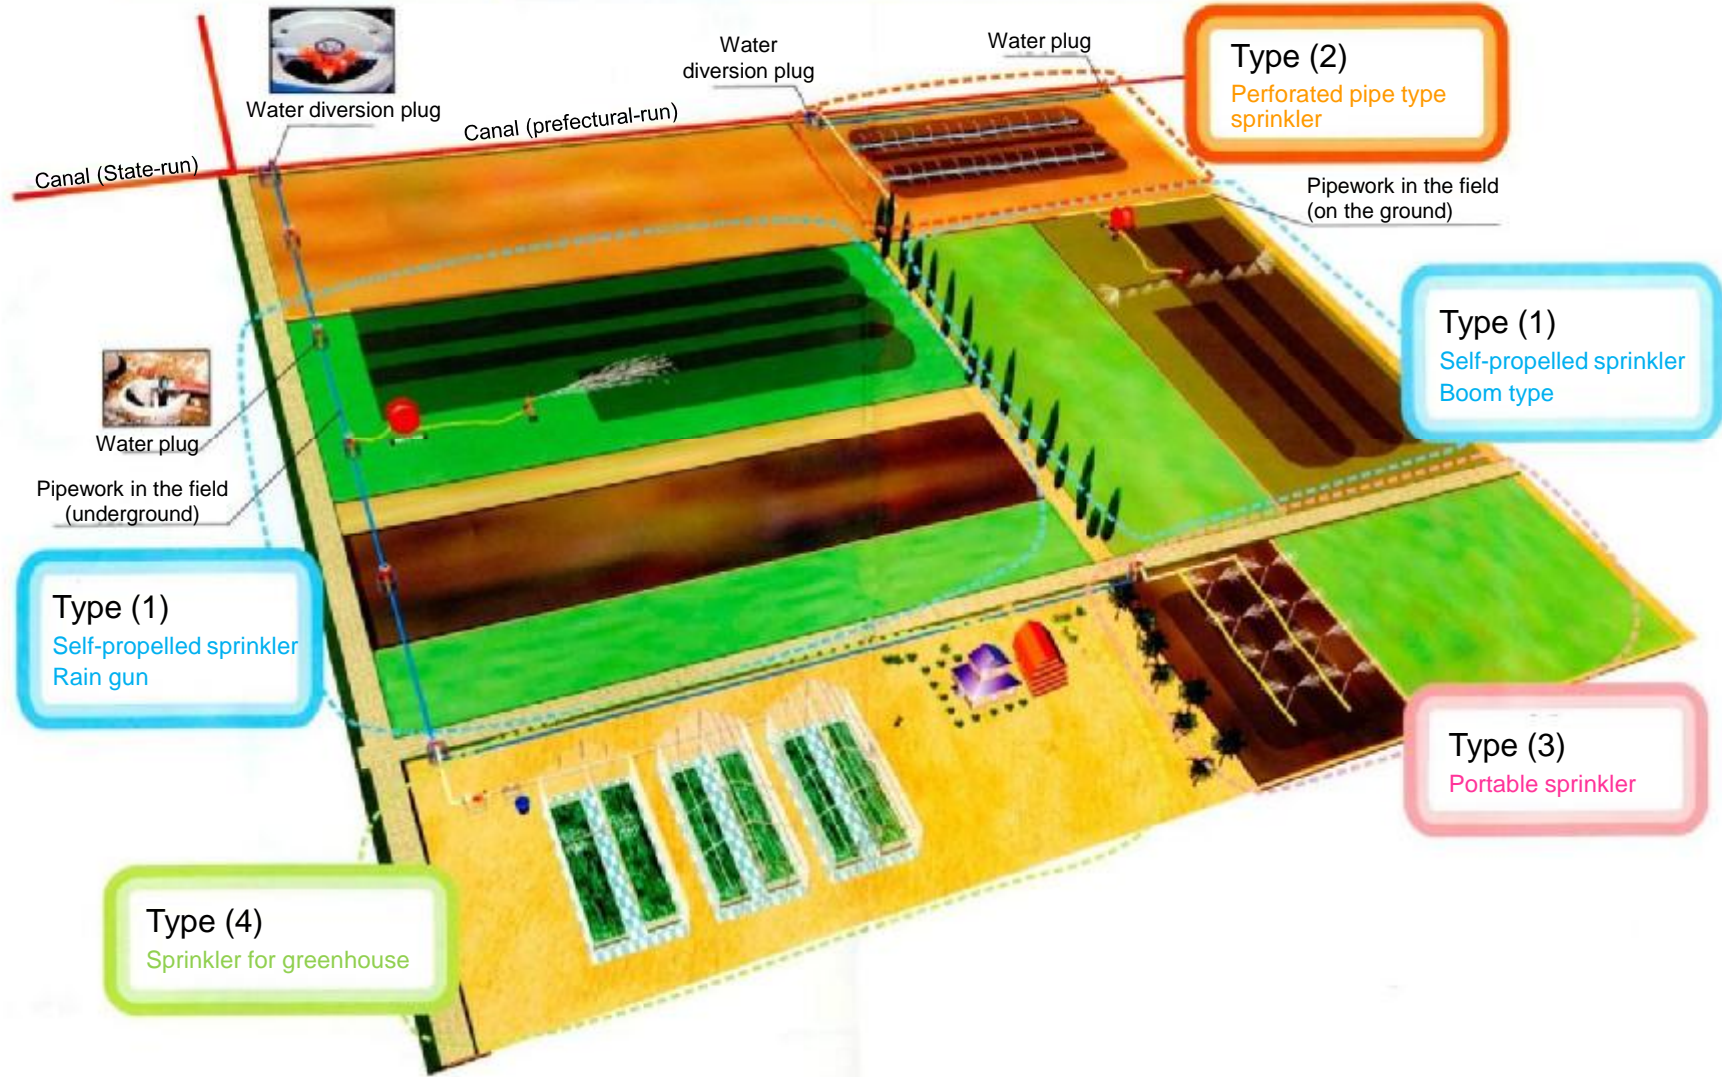 Water diversion plug
Canal (State-run)
Canal (prefectural-run)
Water
diversion plug
Water plug
Type (2)
Perforated pipe type
sprinkler
Pipework in the field
(on the ground)
Type (1)
Self-propelled sprinkler
Boom type
Water plug
Pipework in the field
(underground)
Type (1)
Self-propelled sprinkler
Rain gun
Type (3)
Portable sprinkler
Type (4)
Sprinkler for greenhouse